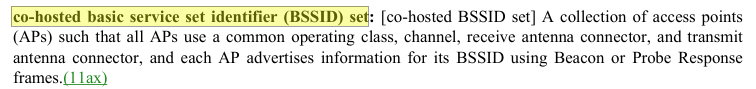 co-hosted basic service set identifier (BSSID) set: [co-hosted BSSID set] A collection of access points
(APs) such that all APs use a common operating class, channel, receive antenna connector, and transmit
antenna connector, and each AP advertises information for its BSSID using Beacon or Probe Response
frames.(11ax)